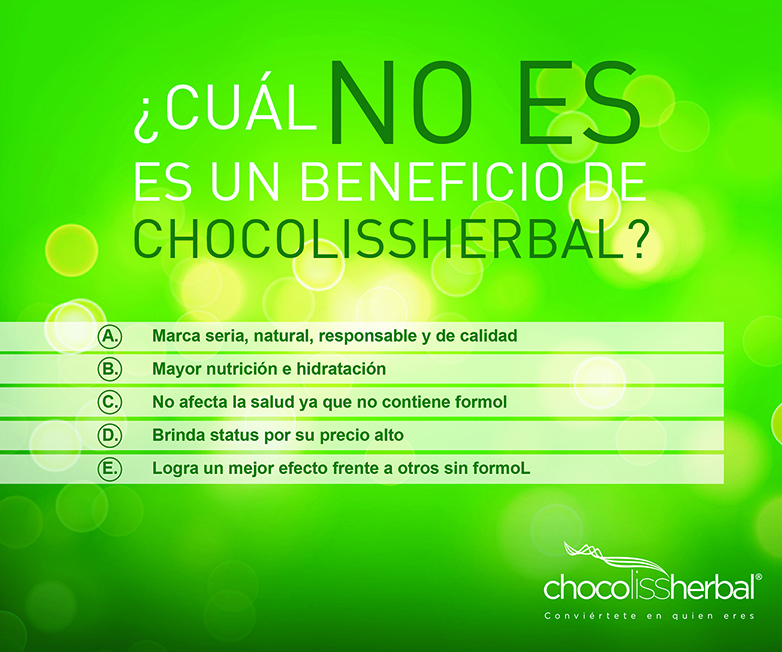 ¿CUÁL NO ES
ES UN BENEFICIO DE
CHOCOLISSHERBAL?
A. Marca seria, natural, responsable y de calidad
B. Mayor nutrición e hidratación
C. No afecta la salud ya que no contiene formol
D. Brinda status por su precio alto
E. Logra un mejor efecto frente a otros sin formoL
chocolissherbal®
Conviértete en quien eres